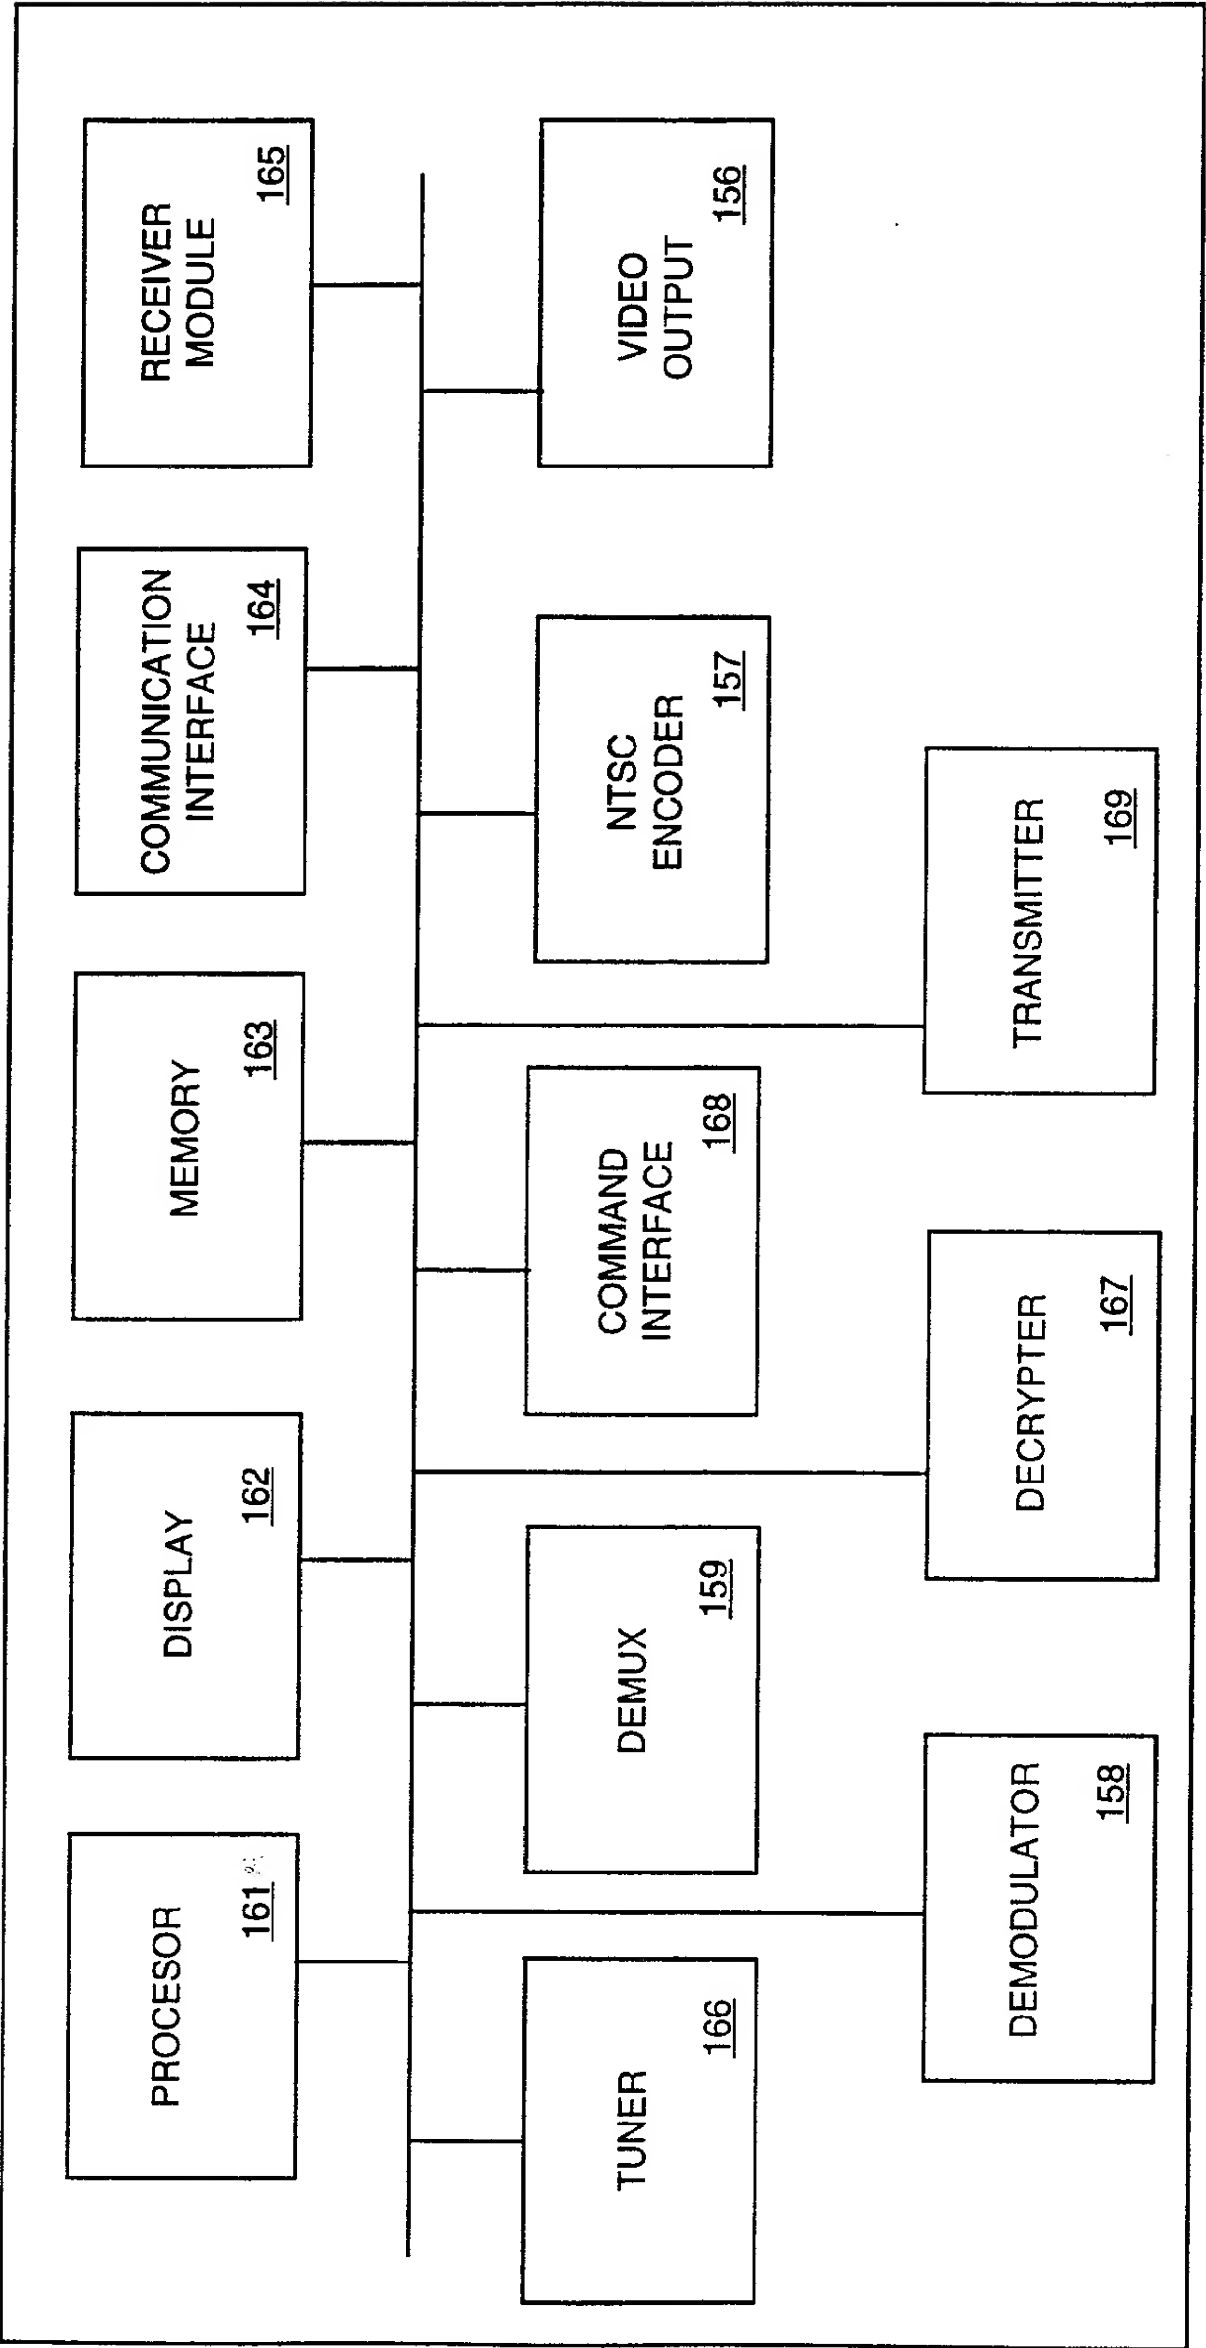 PROCESOR
161
DISPLAY
162
MEMORY
163
COMMUNICATION
INTERFACE
164
RECEIVER
MODULE
165
TUNER
166
DEMUX
159
COMMAND
INTERFACE
168
NTSC
ENCODER
157
VIDEO
OUTPUT
156
DEMODULATOR
158
DECRYPTER
167
TRANSMITTER
169